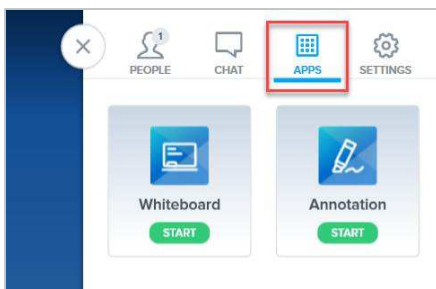 1
PEOPLE CHAT APPS SETTINGS
Whiteboard Annotation
START START